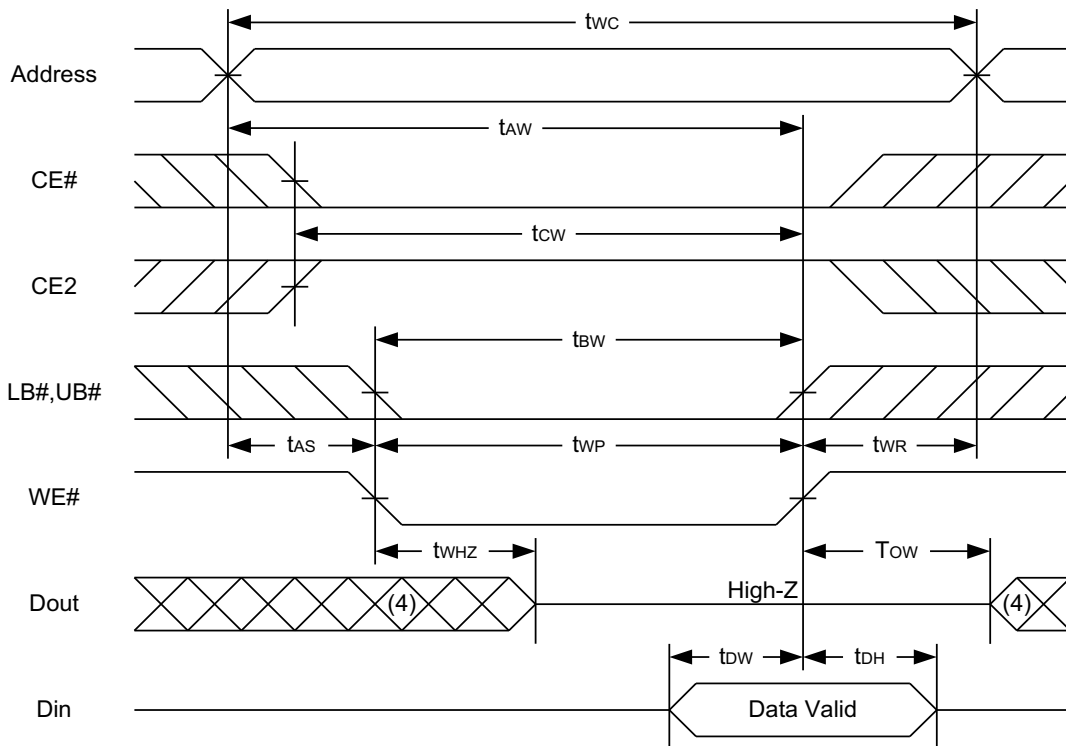 tWC
Address
tAW
CE#
tCW
CE2
tBW
LB#,UB#
tAS tWP tWR
WE#
tWHZ TOW
Dout (4) High-Z (4)
tDW tDH
Din Data Valid